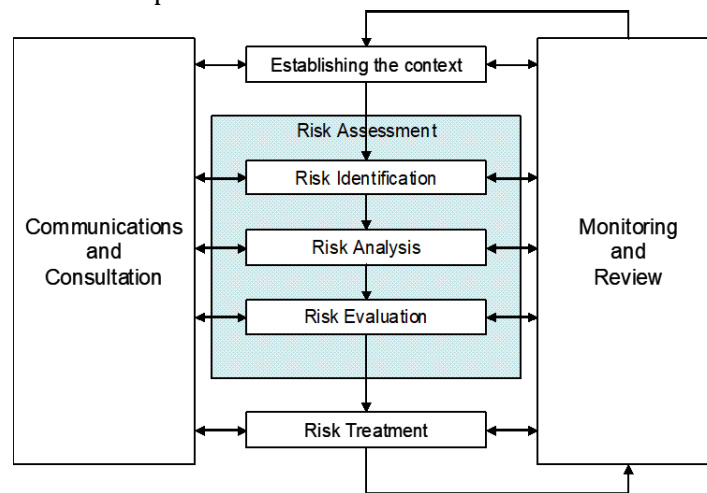 Establishing the context
Risk Assessment
Risk Identification
Communications
and
Consultation
Risk Analysis
Monitoring
and
Review
Risk Evaluation
Risk Treatment